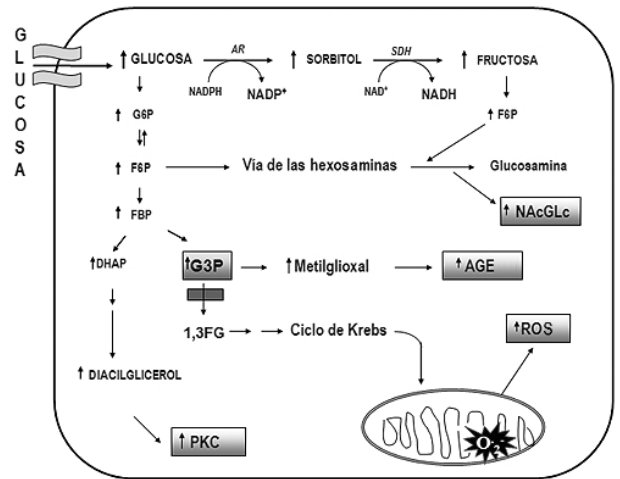 GLUCOSA
↑ GLUCOSA AR ↑ SORBITOL SDH ↑ FRUCTOSA
NADPH NADP⁺ NAD⁺ NADH
↑ G6P ↑ F6P
↑ F6P Vía de las hexosaminas Glucosamina
↑ FBP ↑ NAcGLc
↑DHAP ↑G3P ↑ Metilglioxal ↑ AGE
1,3FG Ciclo de Krebs ↑ROS
↑ DIACILGLICEROL
↑ PKC